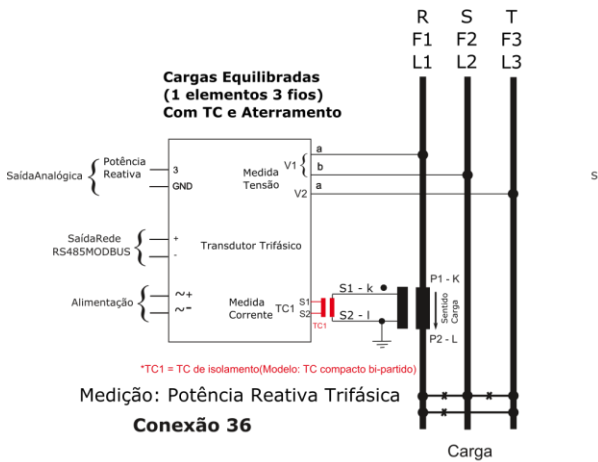 R S T
F1 F2 F3
L1 L2 L3
Cargas Equilibradas
(1 elementos 3 fios)
Com TC e Aterramento
SaídaAnalógica
Potência
Reativa
3
GND
Medida
Tensão
V1
a
b
V2
a
S
SaídaRede
RS485MODBUS
+
-
Transdutor Trifásico
Alimentação
~+
~-
Medida
Corrente
TC1
S1
S2
TC1
S1 - k
S2 - l
P1 - K
Sentido
Carga
P2 - L
*TC1 = TC de isolamento(Modelo: TC compacto bi-partido)
Medição: Potência Reativa Trifásica
Conexão 36
x x
x
Carga